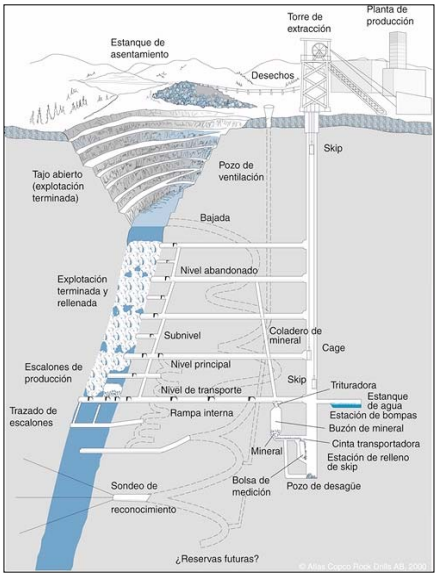 Planta de
producción
Torre de
extracción
Estanque de
asentamiento
Desechos
Skip
Tajo abierto
(explotación
terminada)
Pozo de
ventilación
Bajada
Nivel abandonado
Explotación
terminada y
rellenada
Subnivel
Coladero de
mineral
Cage
Escalones de
producción
Nivel principal
Skip
Trituradora
Nivel de transporte
Estanque
de agua
Estación de bompas
Trazado de
escalones
Rampa interna
Buzón de mineral
Cinta transportadora
Mineral
Estación de relleno
de skip
Bolsa de
medición
Pozo de desagüe
Sondeo de
reconocimiento
¿Reservas futuras?
© Atlas Copco Rock Drills AB, 2000